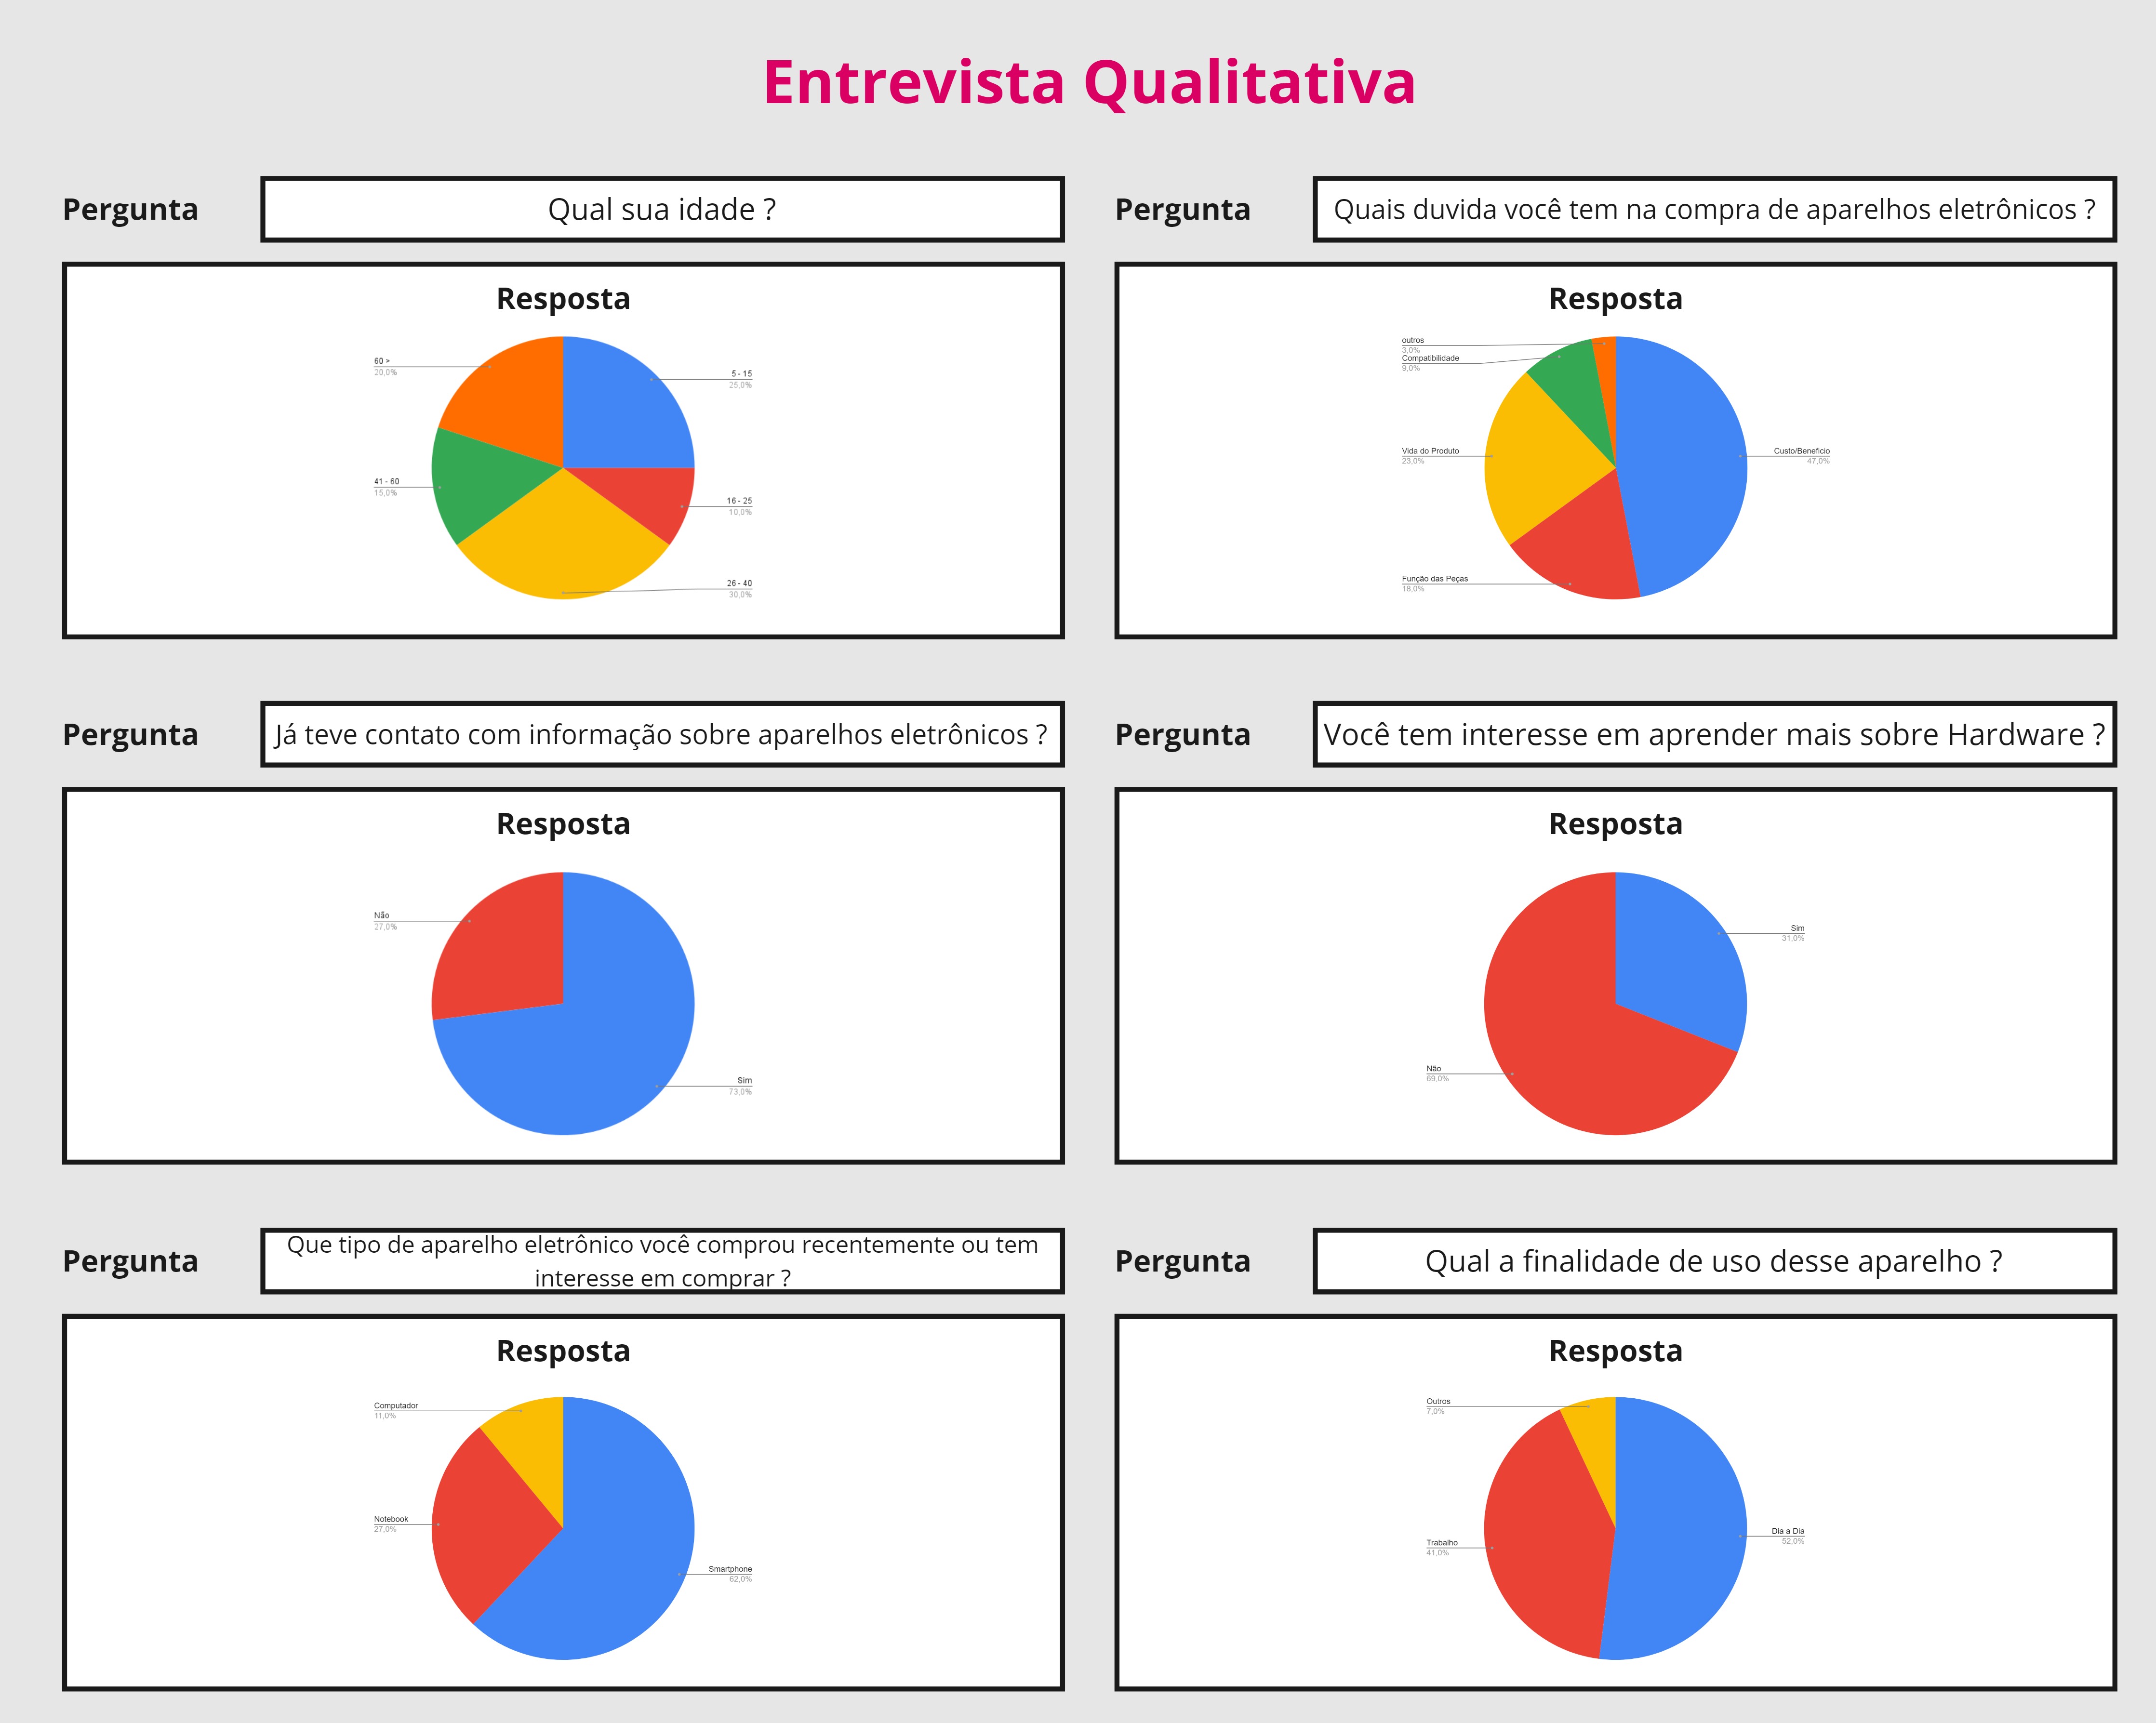 Entrevista Qualitativa
Pergunta
Qual sua idade ?
Resposta
60 >
20,0%
5 - 15
25,0%
41 - 60
15,0%
16 - 25
10,0%
26 - 40
30,0%
Pergunta
Quais duvida você tem na compra de aparelhos eletrônicos ?
Resposta
outros
3,0%
Compatibilidade
9,0%
Vida do Produto
23,0%
Custo/Beneficio
47,0%
Função das Peças
18,0%
Pergunta
Já teve contato com informação sobre aparelhos eletrônicos ?
Resposta
Não
27,0%
Sim
73,0%
Pergunta
Você tem interesse em aprender mais sobre Hardware ?
Resposta
Sim
31,0%
Não
69,0%
Pergunta
Que tipo de aparelho eletrônico você comprou recentemente ou tem
interesse em comprar ?
Resposta
Computador
11,0%
Notebook
27,0%
Smartphone
62,0%
Pergunta
Qual a finalidade de uso desse aparelho ?
Resposta
Outros
7,0%
Dia a Dia
52,0%
Trabalho
41,0%